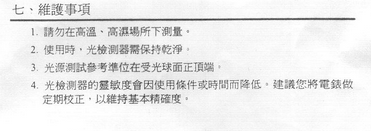 七、維護事項
1. 請勿在高溫、高濕場所下測量。
2. 使用時，光檢測器需保持乾淨。
3. 光源測試參考準位在受光球面正頂端。
4. 光檢測器的靈敏度會因使用條件或時間而降低。建議您將電錶做
定期校正，以維持基本精確度。